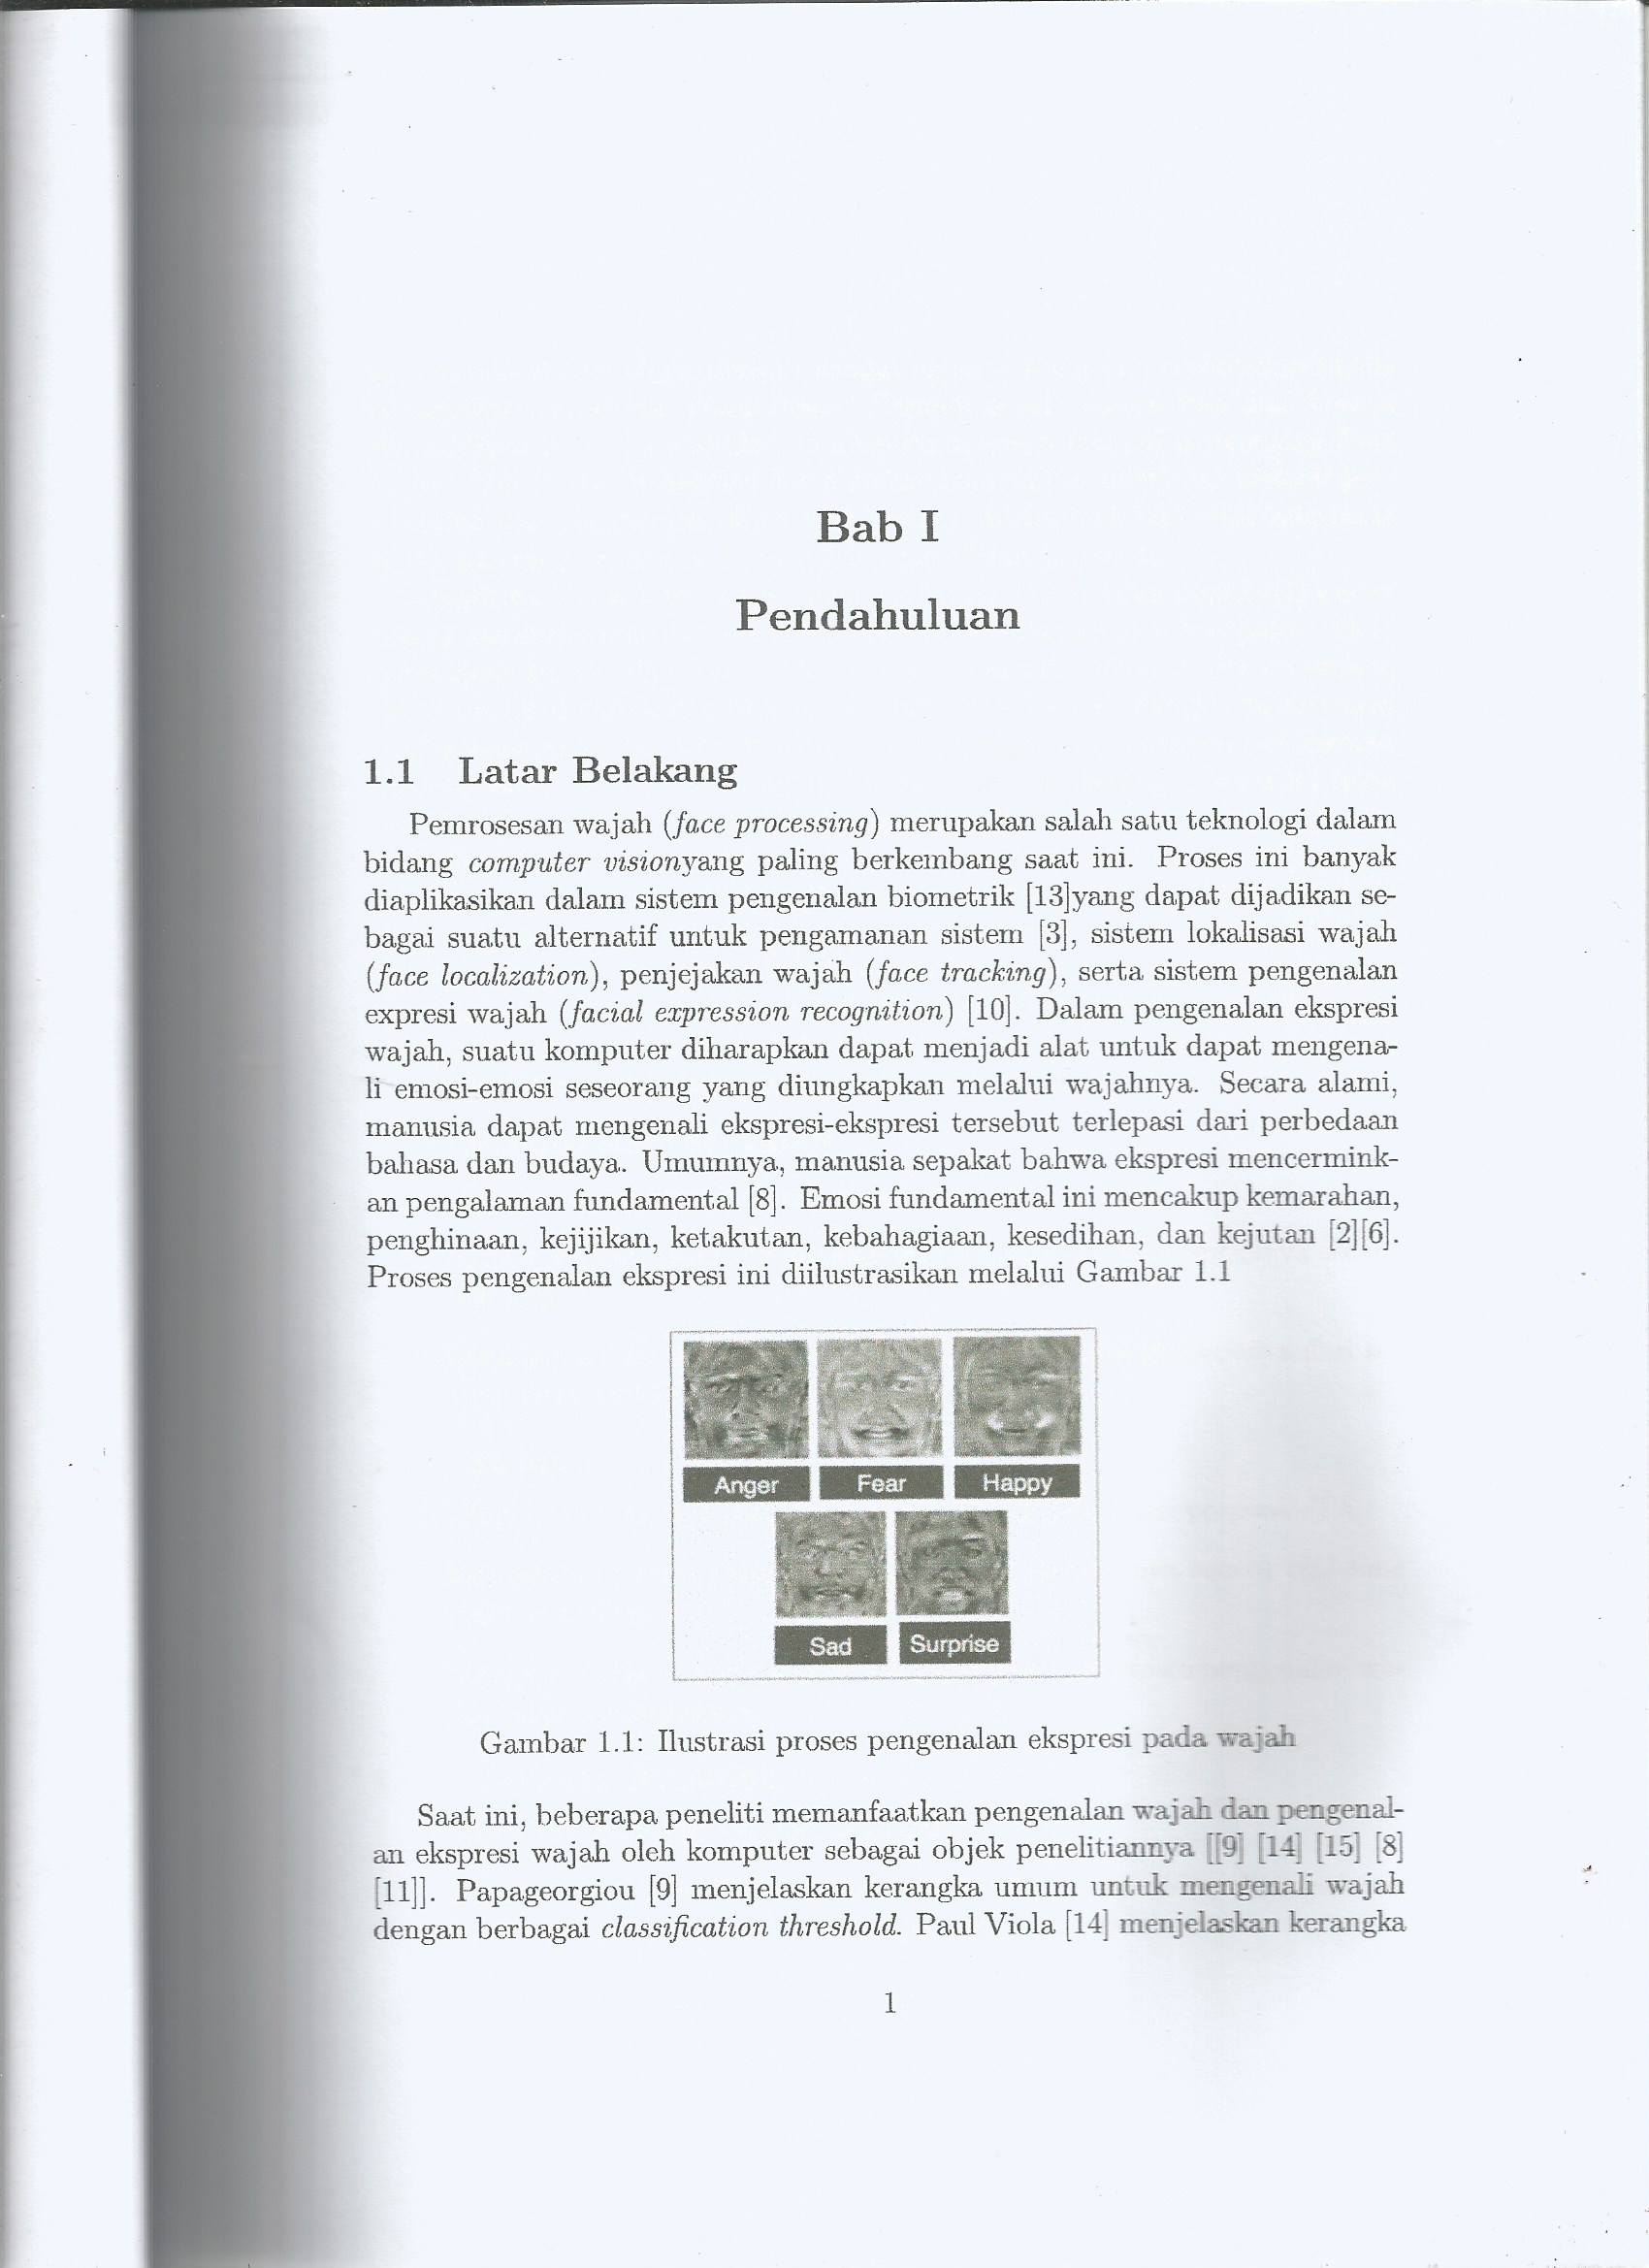 Bab I
Pendahuluan
1.1 Latar Belakang
Pemrosesan wajah (face processing) merupakan salah satu teknologi dalam
bidang computer visionyang paling berkembang saat ini. Proses ini banyak
diaplikasikan dalam sistem pengenalan biometrik [13]yang dapat dijadikan se-
bagai suatu alternatif untuk pengamanan sistem [3], sistem lokalisasi wajah
(face localization), penjejakan wajah (face tracking), serta sistem pengenalan
expresi wajah (facial expression recognition) [10]. Dalam pengenalan ekspresi
wajah, suatu komputer diharapkan dapat menjadi alat untuk dapat mengena-
li emosi-emosi seseorang yang diungkapkan melalui wajahnya. Secara alami,
manusia dapat mengenali ekspresi-ekspresi tersebut terlepasi dari perbedaan
bahasa dan budaya. Umumnya, manusia sepakat bahwa ekspresi mencermink-
an pengalaman fundamental [8]. Emosi fundamental ini mencakup kemarahan,
penghinaan, kejijikan, ketakutan, kebahagiaan, kesedihan, dan kejutan [2][6].
Proses pengenalan ekspresi ini diilustrasikan melalui Gambar 1.1
Anger Fear Happy
Sad Surprise
Gambar 1.1: Ilustrasi proses pengenalan ekspresi pada wajah
Saat ini, beberapa peneliti memanfaatkan pengenalan wajah dan pengenal-
an ekspresi wajah oleh komputer sebagai objek penelitiannya [[9] [14] [15] [8]
[11]]. Papageorgiou [9] menjelaskan kerangka umum untuk mengenali wajah
dengan berbagai classification threshold. Paul Viola [14] menjelaskan kerangka
1